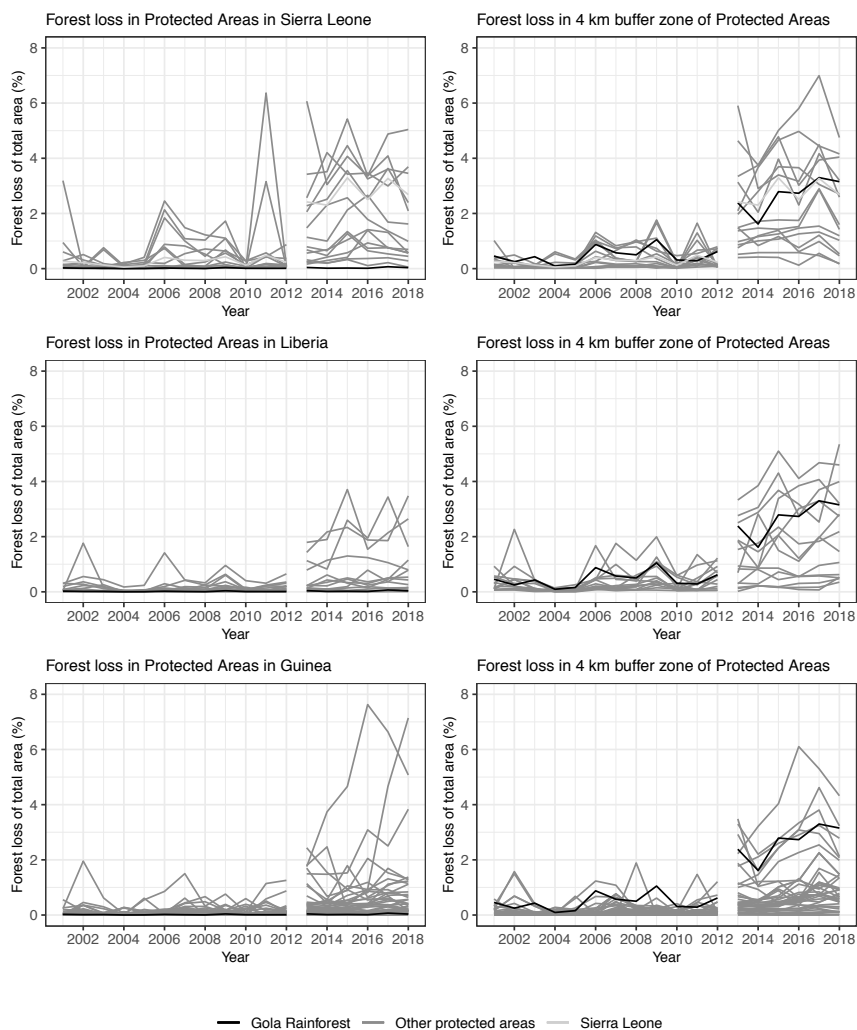 Forest loss in Protected Areas in Sierra Leone
Forest loss of total area (%)
8
6
4
2
0
2002 2004 2006 2008 2010 2012 2014 2016 2018
Year
Forest loss in 4 km buffer zone of Protected Areas
Forest loss of total area (%)
8
6
4
2
0
2002 2004 2006 2008 2010 2012 2014 2016 2018
Year
Forest loss in Protected Areas in Liberia
Forest loss of total area (%)
8
6
4
2
0
2002 2004 2006 2008 2010 2012 2014 2016 2018
Year
Forest loss in 4 km buffer zone of Protected Areas
Forest loss of total area (%)
8
6
4
2
0
2002 2004 2006 2008 2010 2012 2014 2016 2018
Year
Forest loss in Protected Areas in Guinea
Forest loss of total area (%)
8
6
4
2
0
2002 2004 2006 2008 2010 2012 2014 2016 2018
Year
Forest loss in 4 km buffer zone of Protected Areas
Forest loss of total area (%)
8
6
4
2
0
2002 2004 2006 2008 2010 2012 2014 2016 2018
Year
Gola Rainforest Other protected areas Sierra Leone